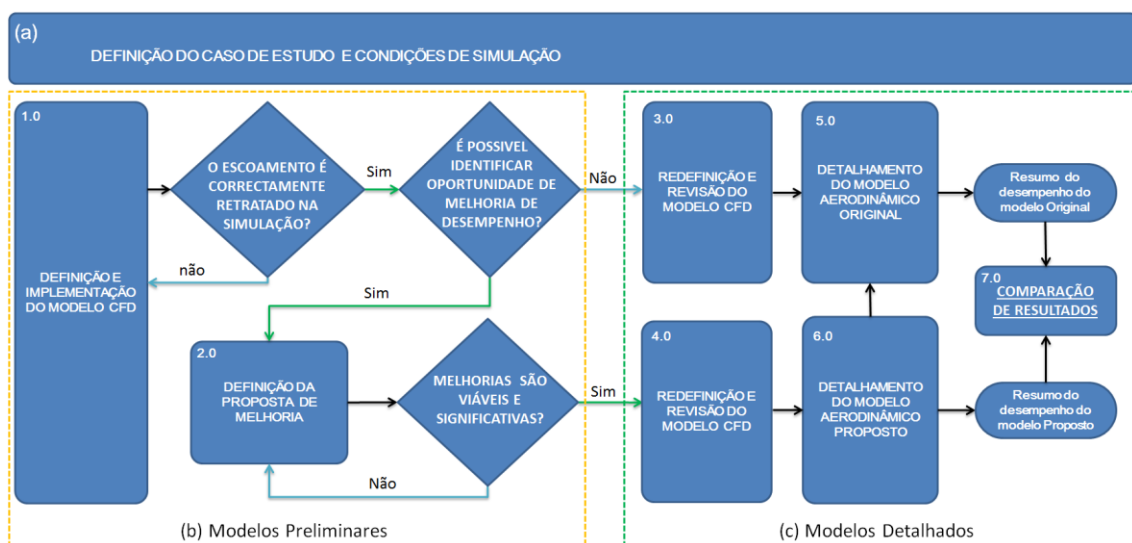 (a)
DEFINIÇÃO DO CASO DE ESTUDO E CONDIÇÕES DE SIMULAÇÃO
1.0
DEFINIÇÃO E
IMPLEMENTAÇÃO
DO MODELO CFD
O ESCOAMENTO É
CORRECTAMENTE
RETRATADO NA
SIMULAÇÃO?
Sim
não
É POSSIVEL
IDENTIFICAR
OPORTUNIDADE DE
MELHORIA DE
DESEMPENHO?
Não
Sim
2.0
DEFINIÇÃO DA
PROPOSTA DE
MELHORIA
MELHORIAS SÃO
VIÁVEIS E
SIGNIFICATIVAS?
Sim
Não
(b) Modelos Preliminares
3.0
REDEFINIÇÃO E
REVISÃO DO
MODELO CFD
5.0
DETALHAMENTO
DO MODELO
AERODINÂMICO
ORIGINAL
Resumo do
desempenho do
modelo Original
7.0
COMPARAÇÃO
DE RESULTADOS
4.0
REDEFINIÇÃO E
REVISÃO DO
MODELO CFD
6.0
DETALHAMENTO
DO MODELO
AERODINÂMICO
PROPOSTO
Resumo do
desempenho do
modelo Proposto
(c) Modelos Detalhados